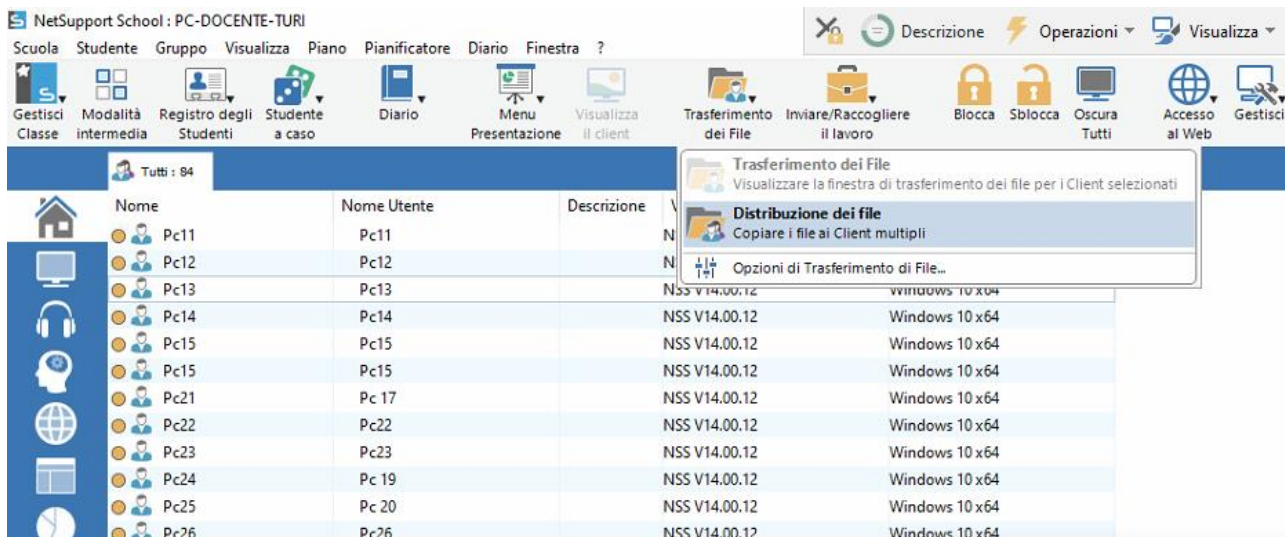 NetSupport School : PC-DOCENTE-TURI
Descrizione Operazioni Visualizza
Scuola Studente Gruppo Visualizza Piano Pianificatore Diario Finestra ?
Gestisci Classe
Modalità intermedia
Registro degli Studenti
Studente a caso
Diario
Menu Presentazione
Visualizza il client
Trasferimento dei File
Inviare/Raccogliere il lavoro
Blocca
Sblocca
Oscura Tutti
Accesso al Web
Gestisci
Tutti : 84
Trasferimento dei File
Visualizzare la finestra di trasferimento dei file per i Client selezionati
Distribuzione dei file
Copiare i file ai Client multipli
Opzioni di Trasferimento di File...
Nome Nome Utente Descrizione
Pc11 Pc11
Pc12 Pc12
Pc13 Pc13 NSS V14.00.12 Windows 10 x64
Pc14 Pc14 NSS V14.00.12 Windows 10 x64
Pc15 Pc15 NSS V14.00.12 Windows 10 x64
Pc15 Pc15 NSS V14.00.12 Windows 10 x64
Pc21 Pc 17 NSS V14.00.12 Windows 10 x64
Pc22 Pc22 NSS V14.00.12 Windows 10 x64
Pc23 Pc23 NSS V14.00.12 Windows 10 x64
Pc24 Pc 19 NSS V14.00.12 Windows 10 x64
Pc25 Pc 20 NSS V14.00.12 Windows 10 x64
Pc26 Pc26 NSS V14.00.12 Windows 10 x64